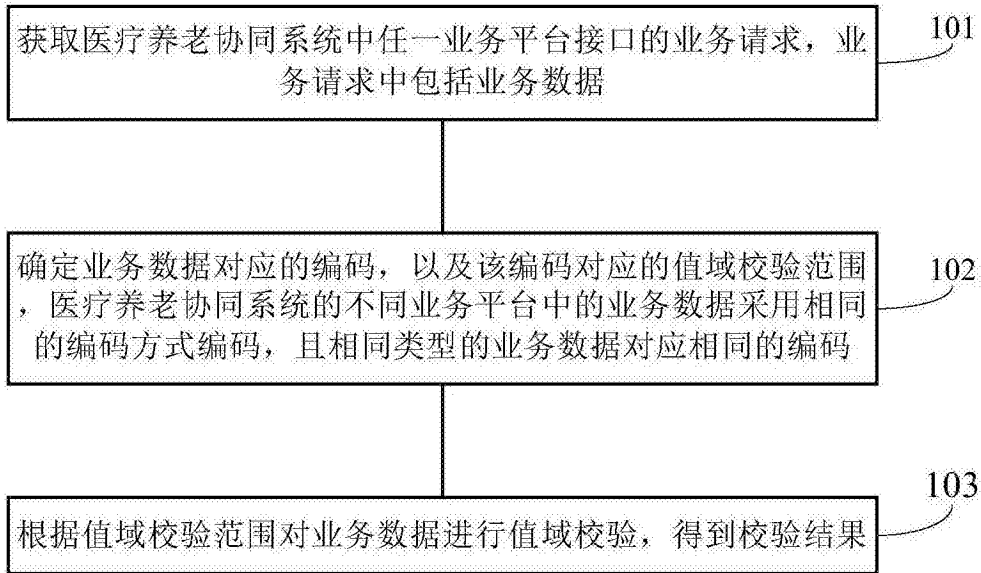 获取医疗养老协同系统中任一业务平台接口的业务请求，业
务请求中包括业务数据
101
确定业务数据对应的编码，以及该编码对应的值域校验范围
，医疗养老协同系统的不同业务平台中的业务数据采用相同
的编码方式编码，且相同类型的业务数据对应相同的编码
102
根据值域校验范围对业务数据进行值域校验，得到校验结果
103